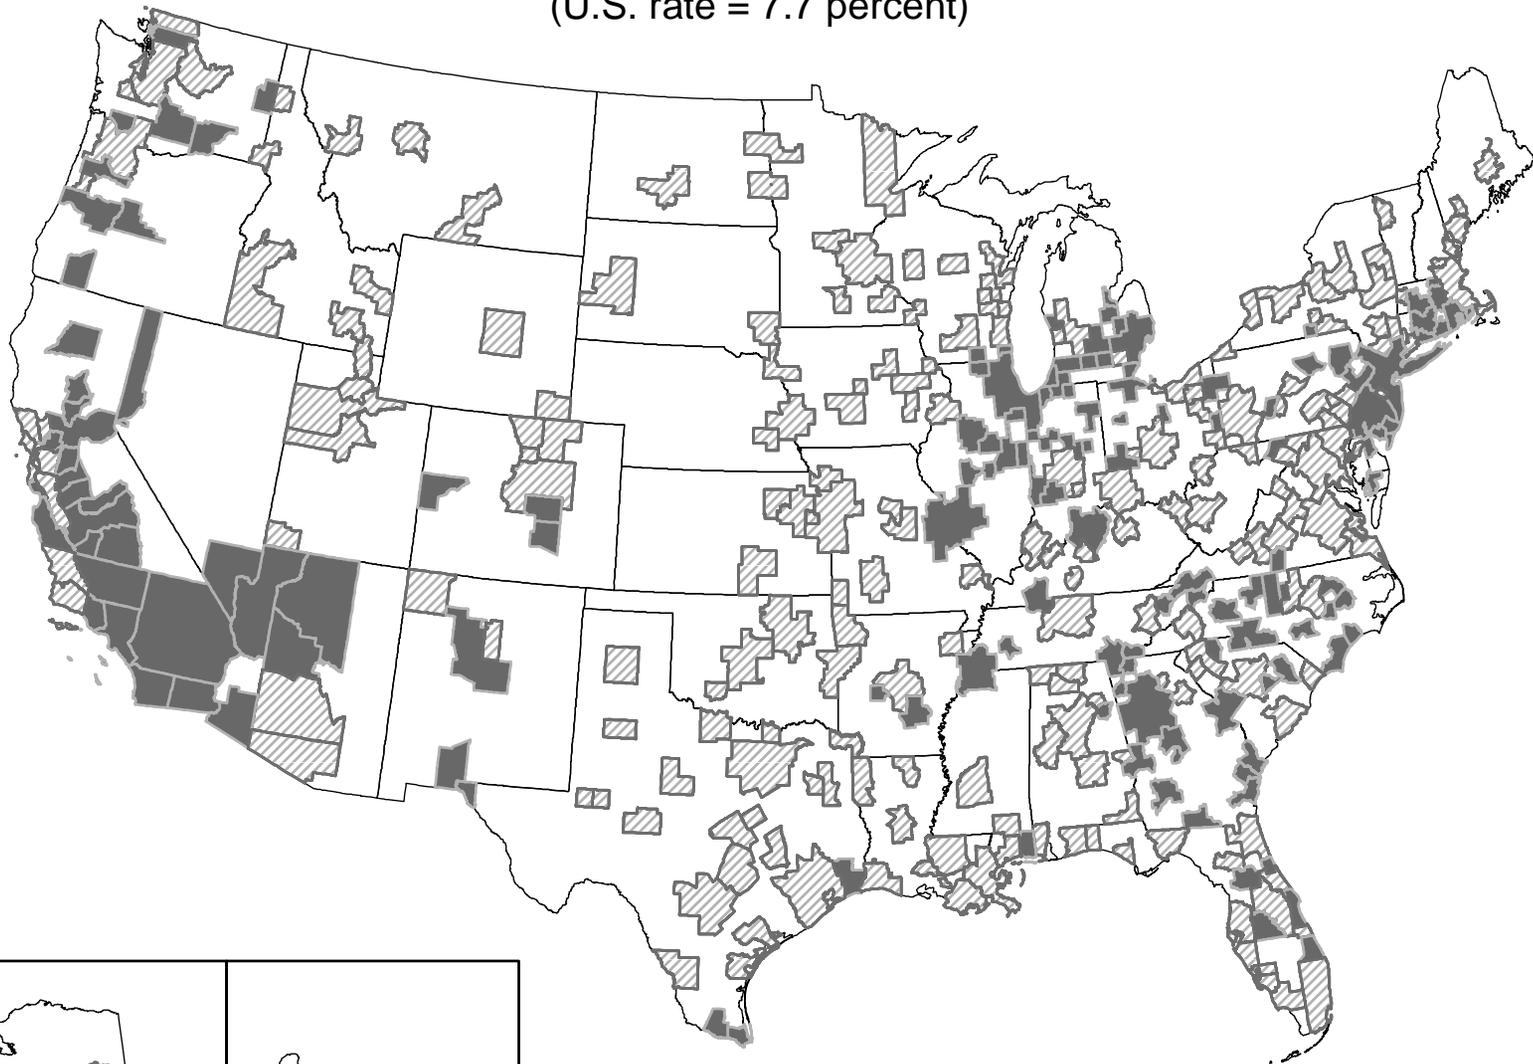 (U.S. rate = 7.7 percent)